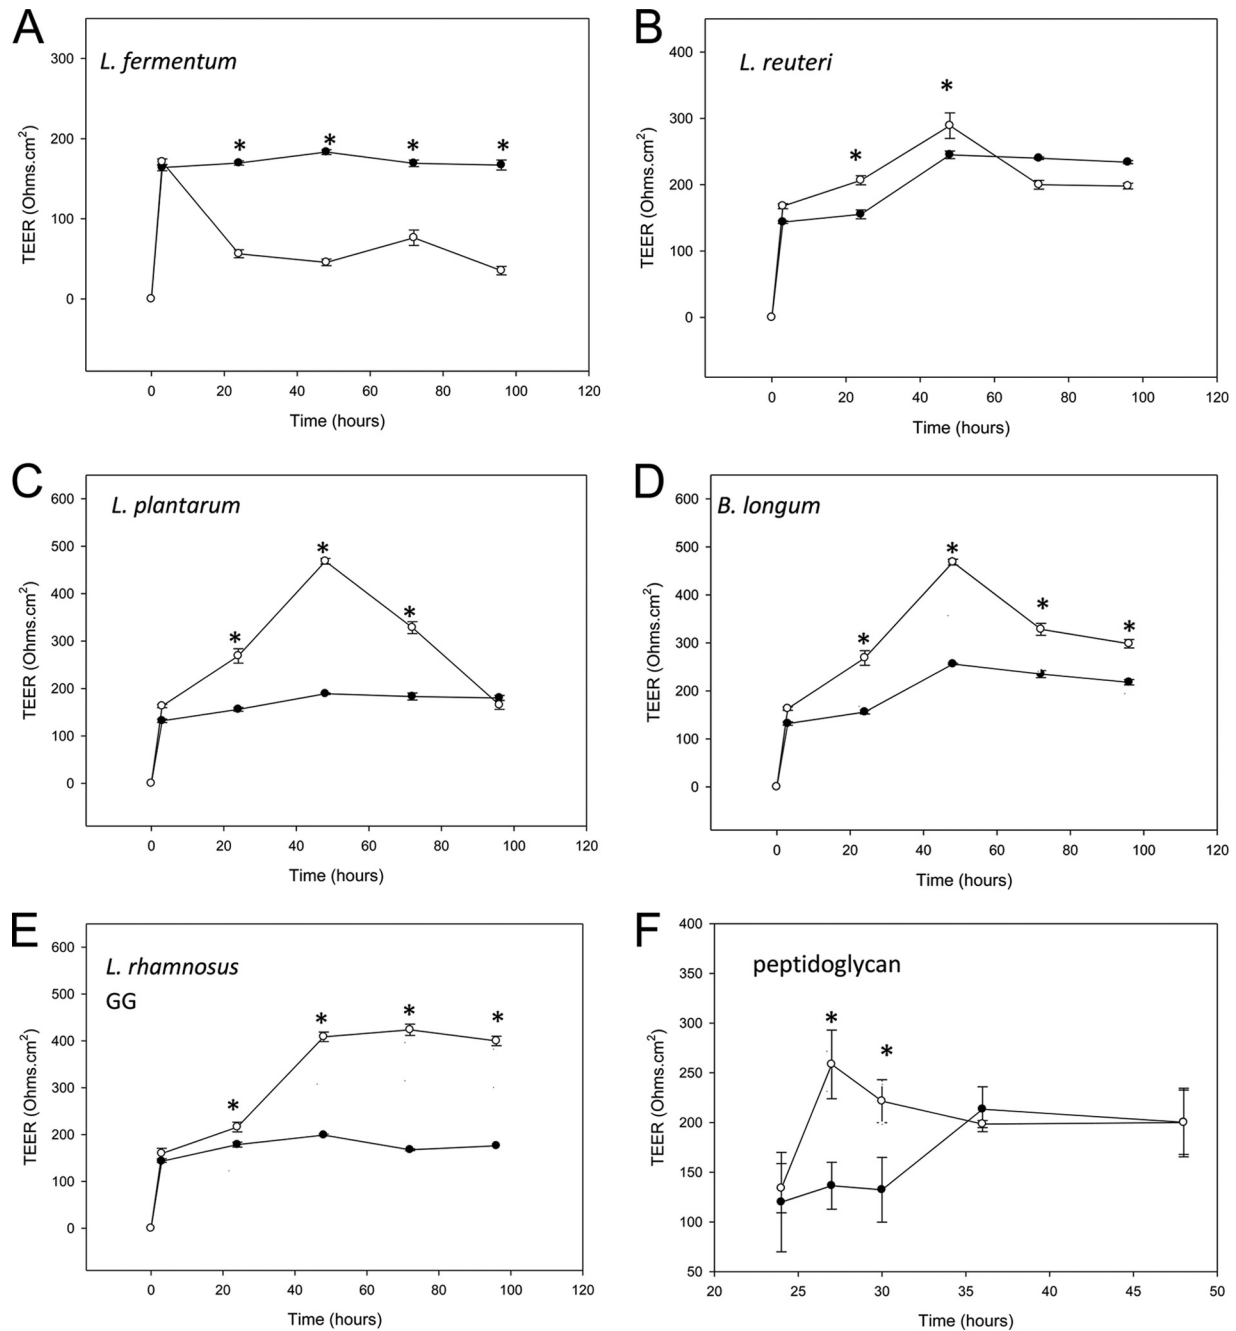 A
L. fermentum
300
200
100
0
TEER (Ohms.cm²)
* * * *
0 20 40 60 80 100 120
Time (hours)
B
L. reuteri
400
300
200
100
0
TEER (Ohms.cm²)
* *
0 20 40 60 80 100 120
Time (hours)
C
L. plantarum
600
500
400
300
200
100
0
TEER (Ohms.cm²)
* * *
0 20 40 60 80 100 120
Time (hours)
D
B. longum
600
500
400
300
200
100
0
TEER (Ohms.cm²)
* * * *
0 20 40 60 80 100 120
Time (hours)
E
L. rhamnosus
GG
600
500
400
300
200
100
0
TEER (Ohms.cm²)
* * * *
0 20 40 60 80 100 120
Time (hours)
F
peptidoglycan
400
350
300
250
200
150
100
50
TEER (Ohms.cm²)
* *
20 25 30 35 40 45 50
Time (hours)